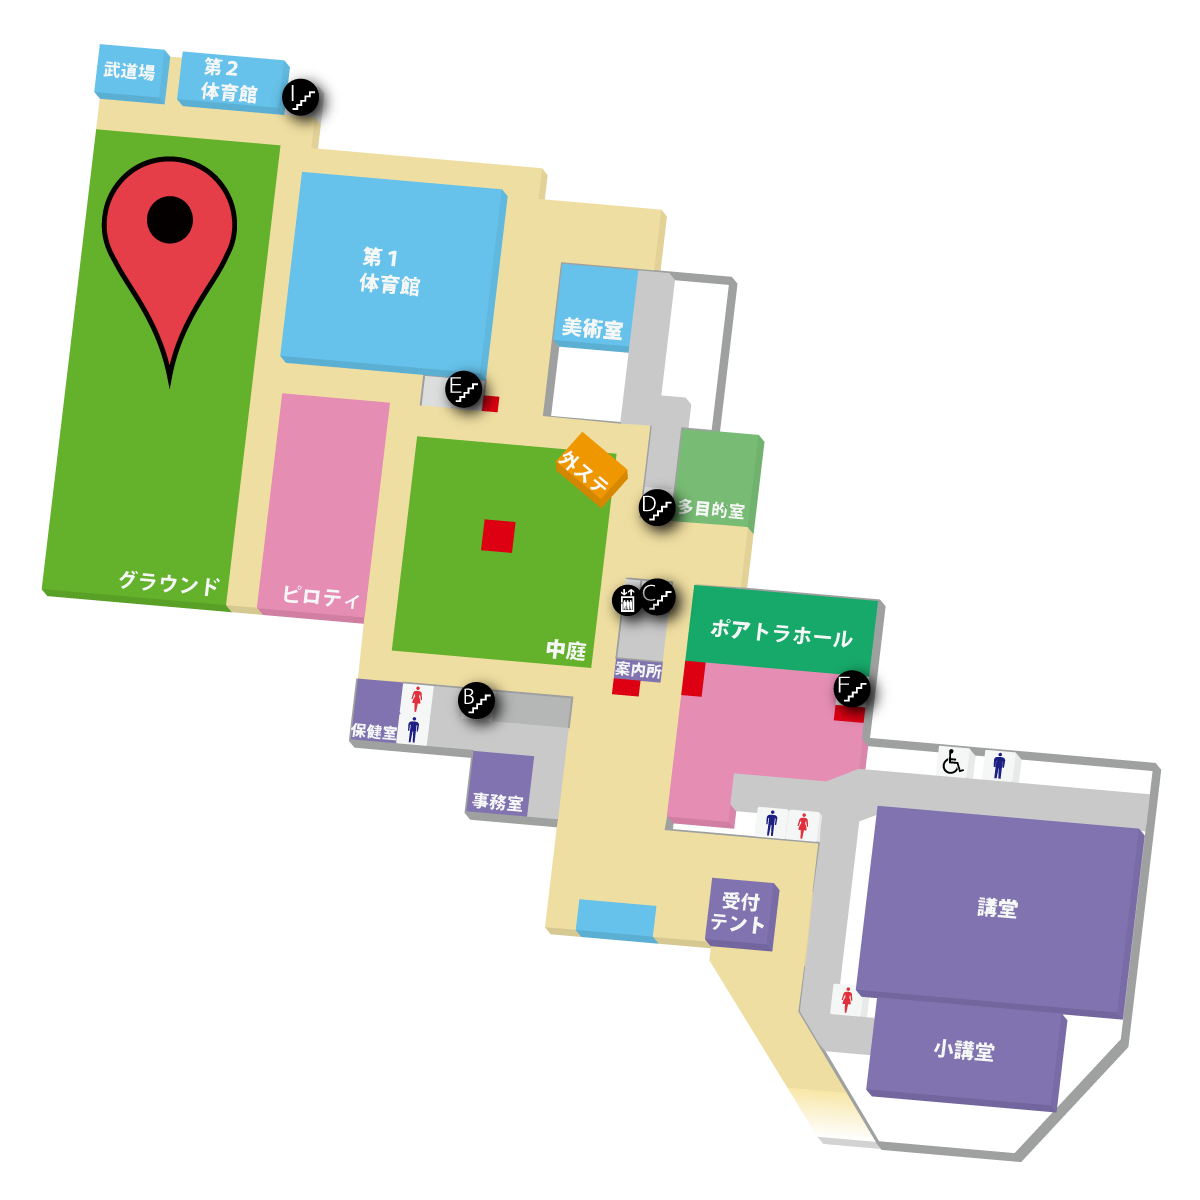 武道場
第２
体育館
I
第１
体育館
美術室
E
外ステ
D
多目的室
グラウンド
ピロティ
C
ポアトラホール
中庭
案内所
F
B
保健室
事務室
受付
テント
講堂
小講堂